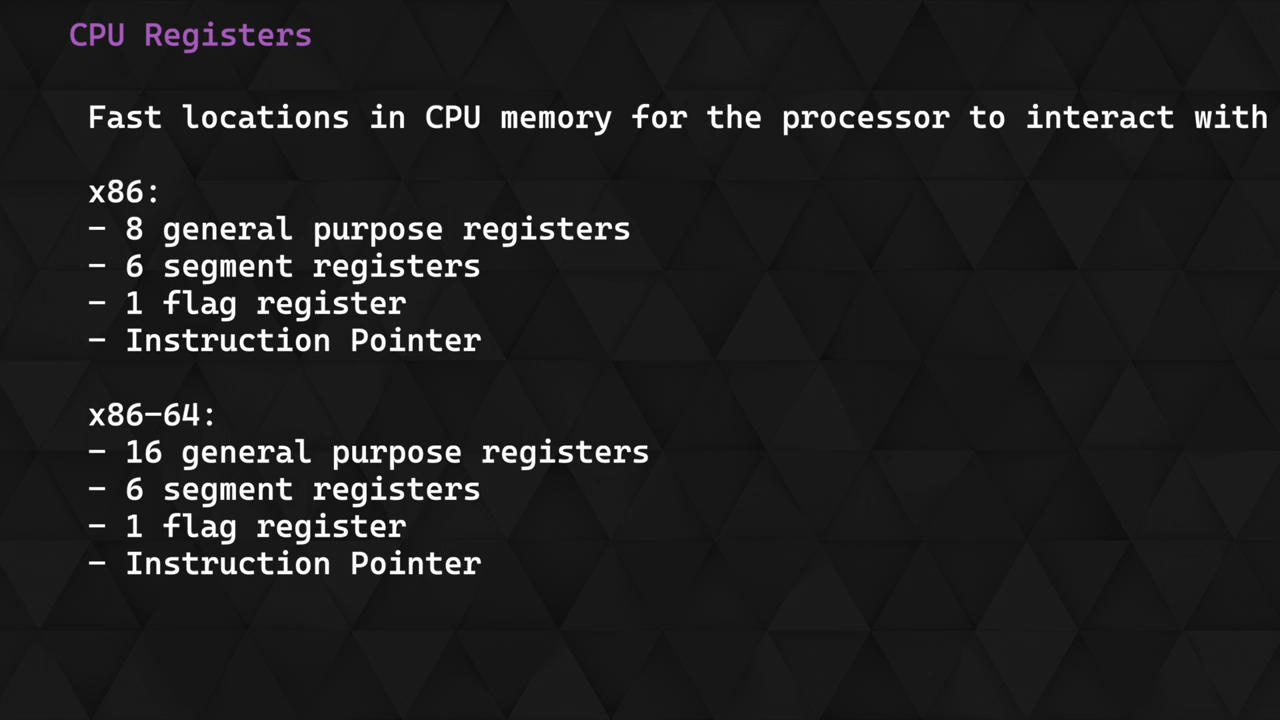 CPU Registers
Fast locations in CPU memory for the processor to interact with
x86:
- 8 general purpose registers
- 6 segment registers
- 1 flag register
- Instruction Pointer
x86-64:
- 16 general purpose registers
- 6 segment registers
- 1 flag register
- Instruction Pointer